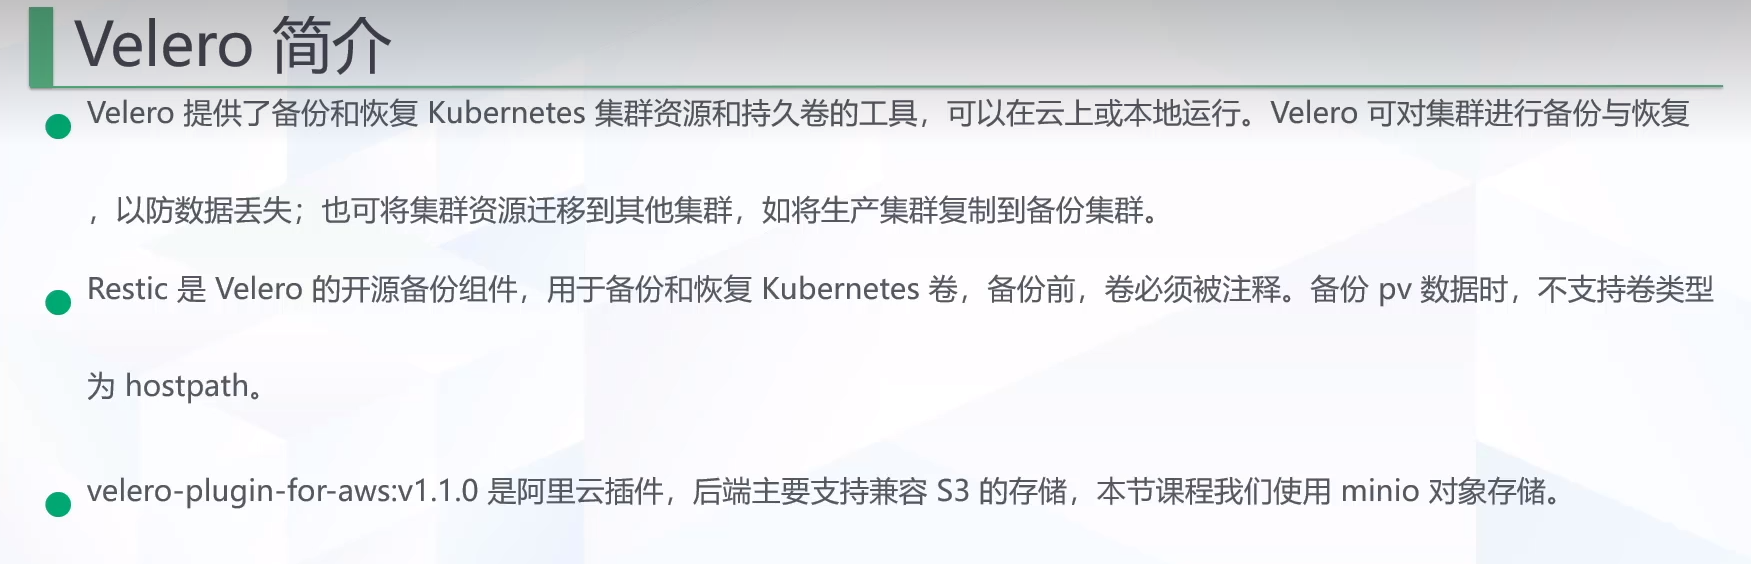 Velero 简介
Velero 提供了备份和恢复 Kubernetes 集群资源和持久卷的工具，可以在云上或本地运行。Velero 可对集群进行备份与恢复
，以防数据丢失；也可将集群资源迁移到其他集群，如将生产集群复制到备份集群。
Restic 是 Velero 的开源备份组件，用于备份和恢复 Kubernetes 卷，备份前，卷必须被注释。备份 pv 数据时，不支持卷类型
为 hostpath。
velero-plugin-for-aws:v1.1.0 是阿里云插件，后端主要支持兼容 S3 的存储，本节课程我们使用 minio 对象存储。